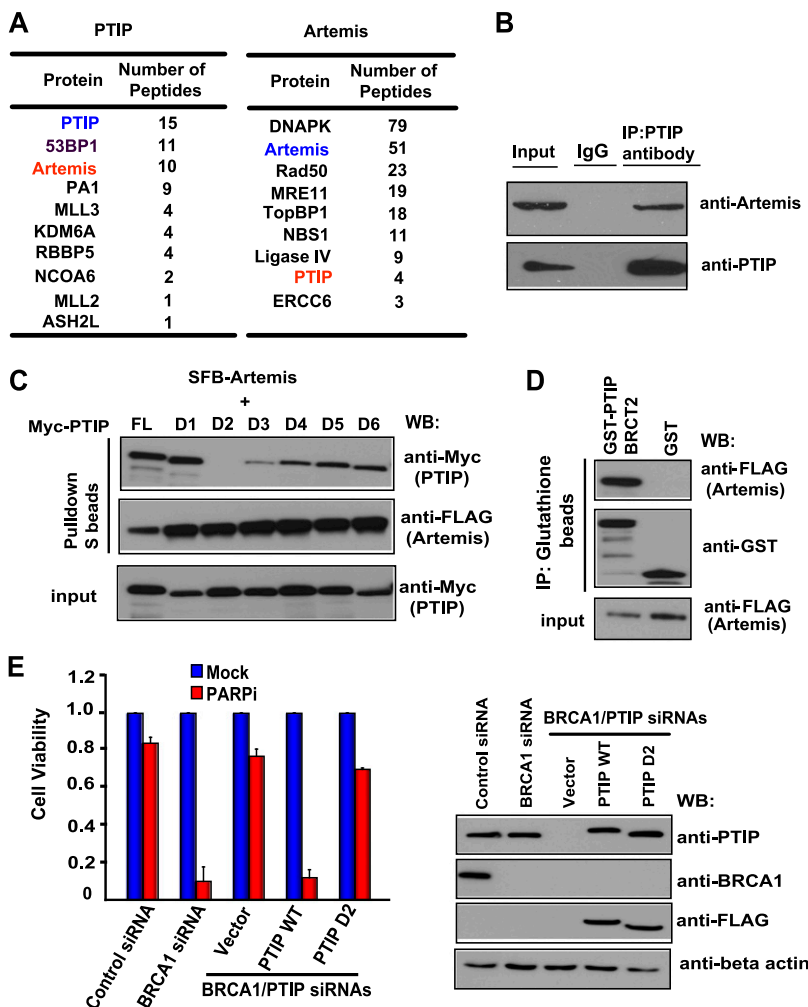 A
PTIP
Protein Number of Peptides
PTIP 15
53BP1 11
Artemis 10
PA1 9
MLL3 4
KDM6A 4
RBBP5 4
NCOA6 2
MLL2 1
ASH2L 1
Artemis
Protein Number of Peptides
DNAPK 79
Artemis 51
Rad50 23
MRE11 19
TopBP1 18
NBS1 11
Ligase IV 9
PTIP 4
ERCC6 3
B
Input IgG IP:PTIP antibody
anti-Artemis
anti-PTIP
C
SFB-Artemis
+
Myc-PTIP FL D1 D2 D3 D4 D5 D6 WB:
Pulldown
S beads
anti-Myc
(PTIP)
anti-FLAG
(Artemis)
input
anti-Myc
(PTIP)
D
GST-PTIP
BRCT2
GST
WB:
IP: Glutathione
beads
anti-FLAG
(Artemis)
anti-GST
input
anti-FLAG
(Artemis)
E
Cell Viability
1.2
1.0
0.8
0.6
0.4
0.2
0
Mock
PARPi
Control siRNA
BRCA1 siRNA
Vector
PTIP WT
PTIP D2
BRCA1/PTIP siRNAs
Control siRNA
BRCA1 siRNA
BRCA1/PTIP siRNAs
Vector
PTIP WT
PTIP D2
WB:
anti-PTIP
anti-BRCA1
anti-FLAG
anti-beta actin